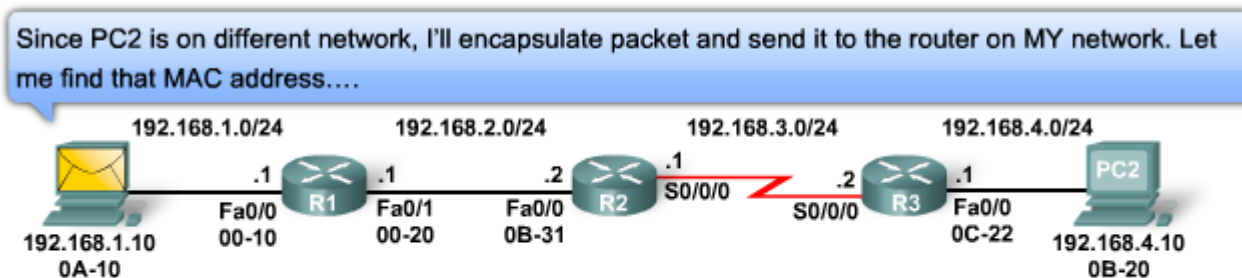 Since PC2 is on different network, I'll encapsulate packet and send it to the router on MY network. Let
me find that MAC address....
192.168.1.0/24 192.168.2.0/24 192.168.3.0/24 192.168.4.0/24
.1 R1 .1 .2 R2 .1 .2 R3 .1 PC2
Fa0/0 Fa0/1 Fa0/0 S0/0/0 S0/0/0 Fa0/0
00-10 00-20 0B-31 0C-22
192.168.1.10 192.168.4.10
0A-10 0B-20